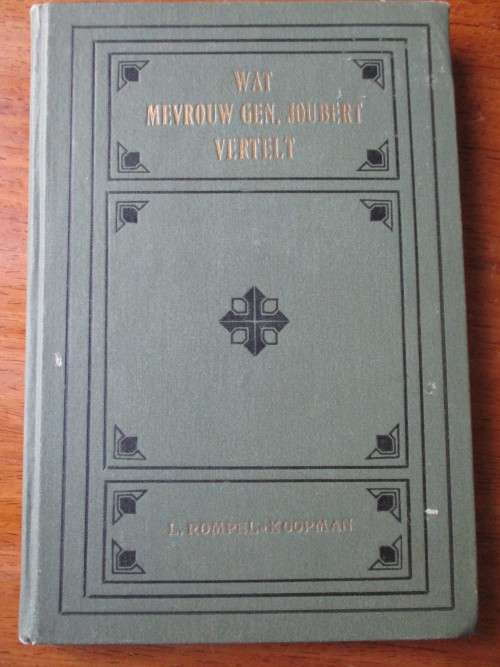 WAT
MEVROUW GEN. JOUBERT
VERTELT
L. ROMPEL-KOOPMAN